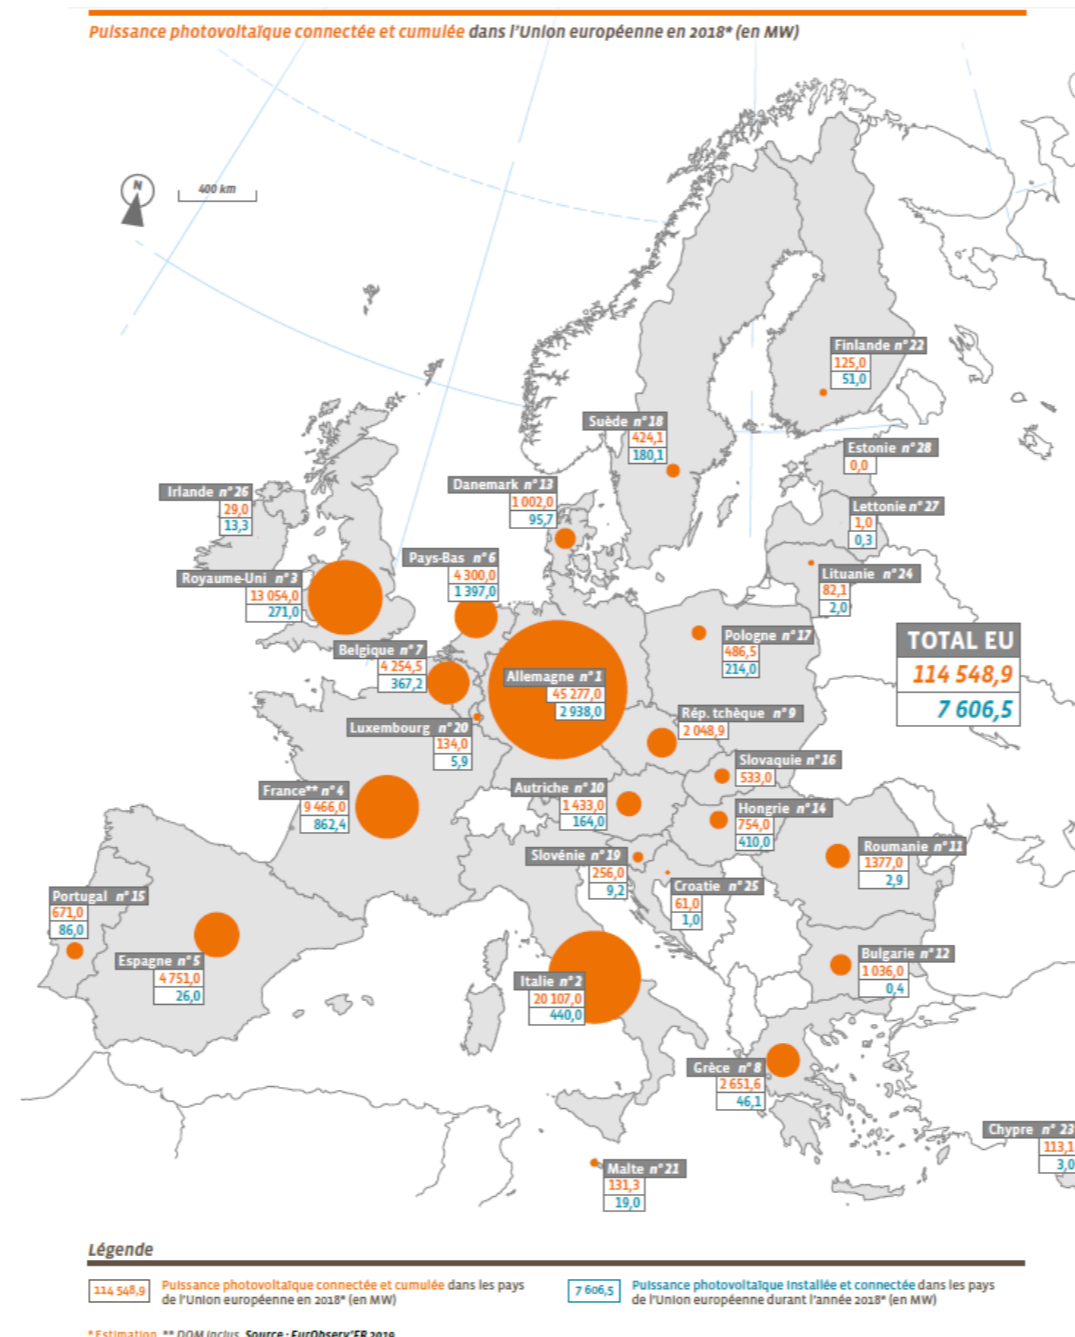 Puissance photovoltaïque connectée et cumulée dans l'Union européenne en 2018* (en MW)
N
400 km
Finlande n°22
125,0
51,0
Suède n°18
424,1
180,1
Estonie n°28
0,0
Irlande n°26
29,0
13,3
Danemark n°13
1 002,0
95,7
Lettonie n°27
1,0
0,3
Pays-Bas n°6
4 300,0
1 397,0
Royaume-Uni n°3
13 054,0
271,0
Lituanie n°24
82,1
2,0
Pologne n°17
486,5
214,0
TOTAL EU
114 548,9
7 606,5
Belgique n°7
4 254,5
367,2
Allemagne n°1
45 277,0
2 938,0
Luxembourg n°20
134,0
5,9
Rép. tchèque n°9
2 048,9
Slovaquie n°16
533,0
France** n°4
9 466,0
862,4
Autriche n°10
1 433,0
164,0
Hongrie n°14
754,0
410,0
Slovénie n°19
256,0
9,2
Roumanie n°11
1377,0
2,9
Croatie n°25
61,0
1,0
Portugal n°15
671,0
86,0
Espagne n°5
4 751,0
26,0
Bulgarie n°12
1 036,0
0,4
Italie n°2
20 107,0
440,0
Grèce n°8
2 651,6
46,1
Chypre n° 23
113,1
3,0
Malte n°21
131,3
19,0
Légende
114 548,9
Puissance photovoltaïque connectée et cumulée dans les pays
de l'Union européenne en 2018* (en MW)
7 606,5
Puissance photovoltaïque installée et connectée dans les pays
de l'Union européenne durant l'année 2018* (en MW)
* Estimation. ** DOM inclus. Source : EurObserv'ER 2019